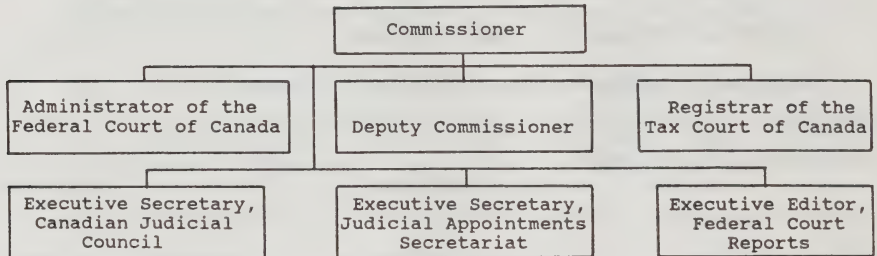 Commissioner
Administrator of the
Federal Court of Canada
Deputy Commissioner
Registrar of the
Tax Court of Canada
Executive Secretary,
Canadian Judicial
Council
Executive Secretary,
Judicial Appointments
Secretariat
Executive Editor,
Federal Court
Reports